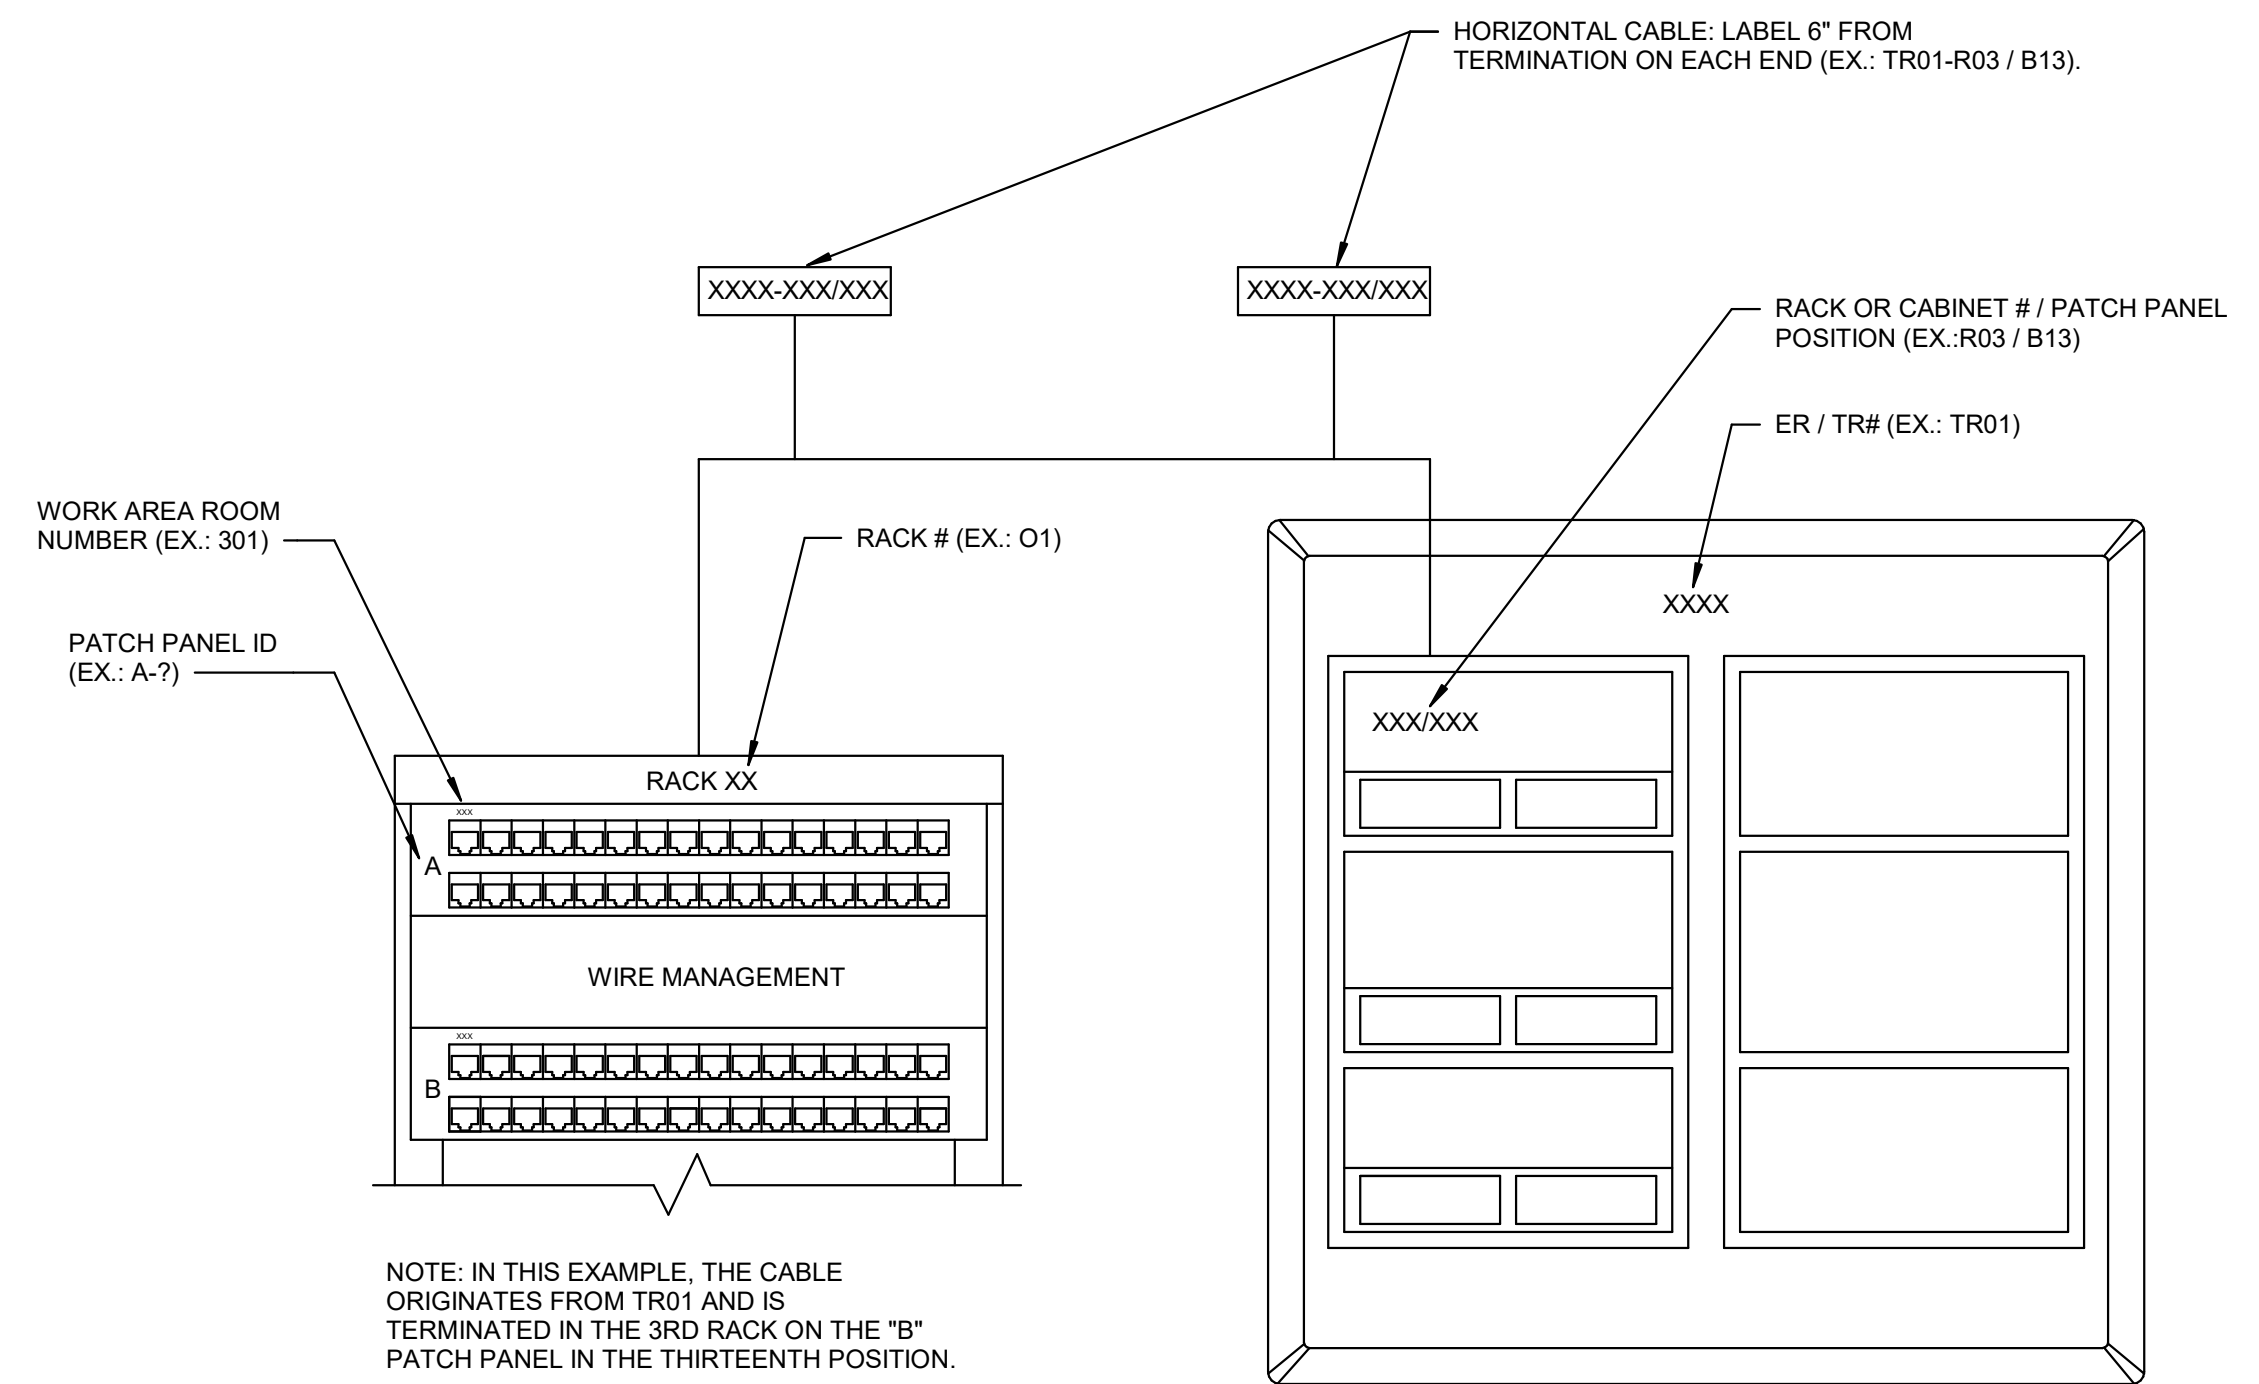 HORIZONTAL CABLE: LABEL 6" FROM
TERMINATION ON EACH END (EX.: TR01-R03 / B13).
XXXX-XXX/XXX
XXXX-XXX/XXX
RACK OR CABINET # / PATCH PANEL
POSITION (EX.:R03 / B13)
ER / TR# (EX.: TR01)
WORK AREA ROOM
NUMBER (EX.: 301)
RACK # (EX.: O1)
XXXX
PATCH PANEL ID
(EX.: A-?)
XXX/XXX
RACK XX
xxx
A
WIRE MANAGEMENT
xxx
B
NOTE: IN THIS EXAMPLE, THE CABLE
ORIGINATES FROM TR01 AND IS
TERMINATED IN THE 3RD RACK ON THE "B"
PATCH PANEL IN THE THIRTEENTH POSITION.